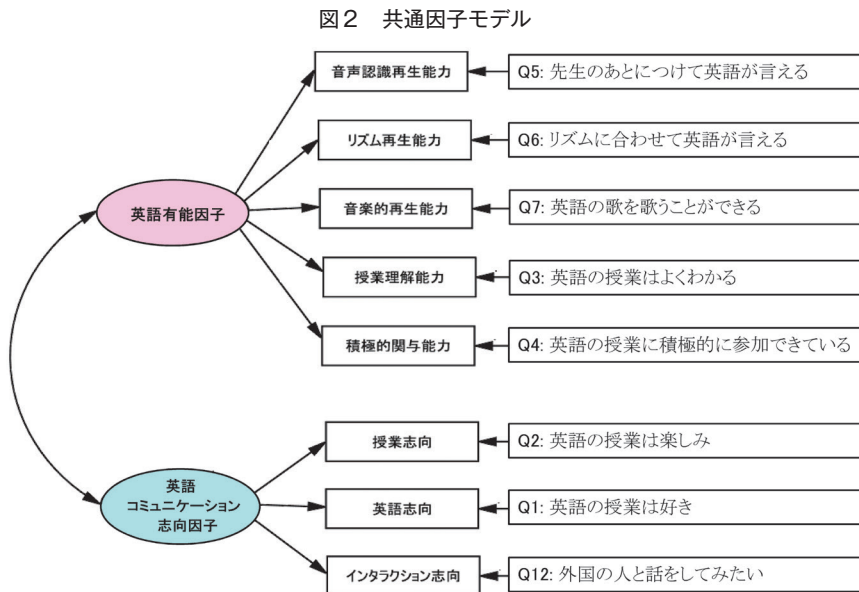 図2 共通因子モデル
音声認識再生能力
Q5: 先生のあとにつけて英語が言える
リズム再生能力
Q6: リズムに合わせて英語が言える
英語有能因子
音楽的再生能力
Q7: 英語の歌を歌うことができる
授業理解能力
Q3: 英語の授業はよくわかる
積極的関与能力
Q4: 英語の授業に積極的に参加できている
授業志向
Q2: 英語の授業は楽しみ
英語
コミュニケーション
志向因子
英語志向
Q1: 英語の授業は好き
インタラクション志向
Q12: 外国の人と話をしてみたい